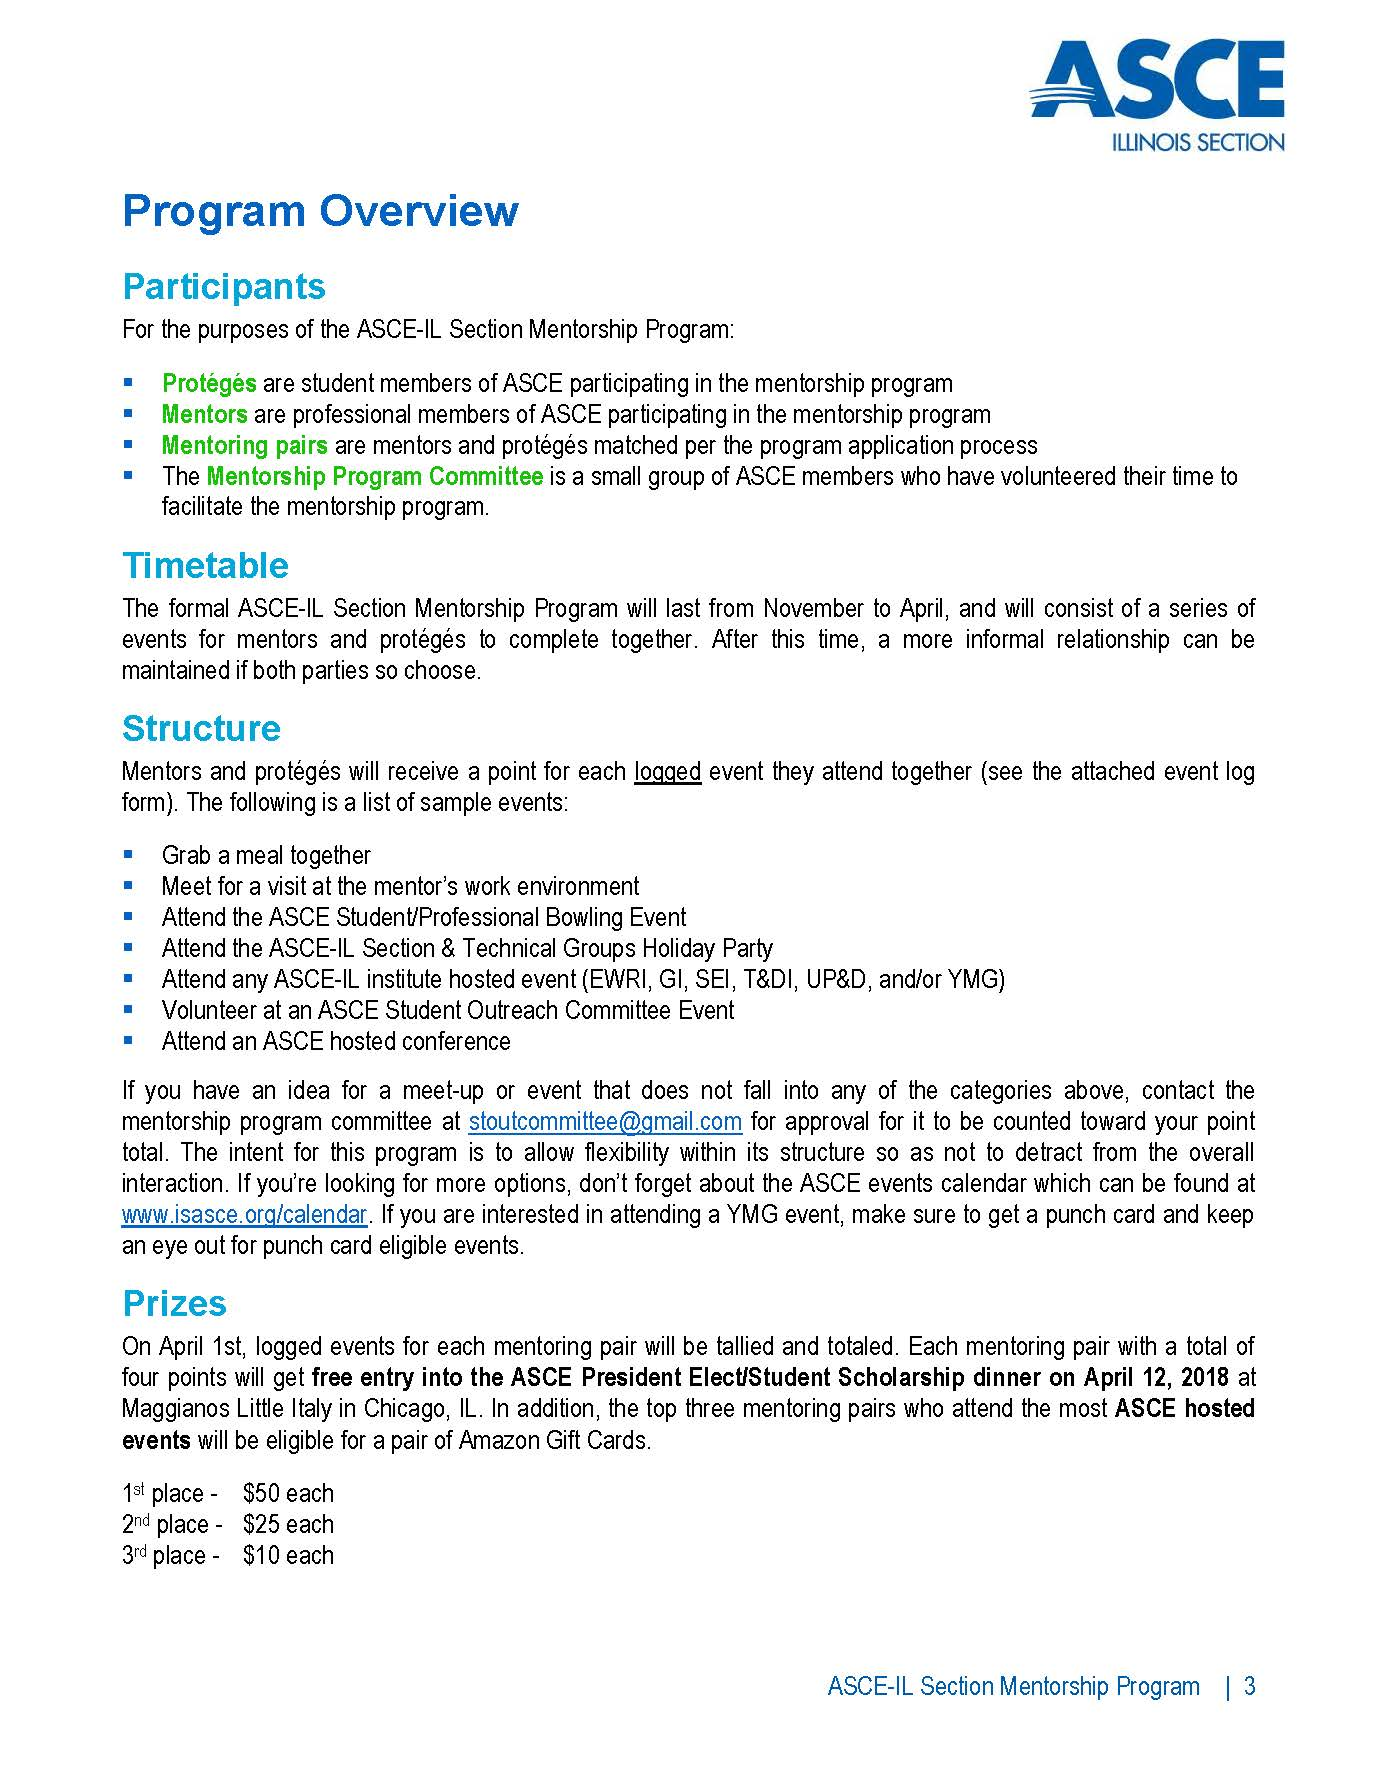 ASCE
ILLINOIS SECTION
Program Overview
Participants
For the purposes of the ASCE-IL Section Mentorship Program:
▪ Protégés are student members of ASCE participating in the mentorship program
▪ Mentors are professional members of ASCE participating in the mentorship program
▪ Mentoring pairs are mentors and protégés matched per the program application process
▪ The Mentorship Program Committee is a small group of ASCE members who have volunteered their time to
facilitate the mentorship program.
Timetable
The formal ASCE-IL Section Mentorship Program will last from November to April, and will consist of a series of
events for mentors and protégés to complete together. After this time, a more informal relationship can be
maintained if both parties so choose.
Structure
Mentors and protégés will receive a point for each logged event they attend together (see the attached event log
form). The following is a list of sample events:
▪ Grab a meal together
▪ Meet for a visit at the mentor’s work environment
▪ Attend the ASCE Student/Professional Bowling Event
▪ Attend the ASCE-IL Section & Technical Groups Holiday Party
▪ Attend any ASCE-IL institute hosted event (EWRI, GI, SEI, T&DI, UP&D, and/or YMG)
▪ Volunteer at an ASCE Student Outreach Committee Event
▪ Attend an ASCE hosted conference
If you have an idea for a meet-up or event that does not fall into any of the categories above, contact the
mentorship program committee at stoutcommittee@gmail.com for approval for it to be counted toward your point
total. The intent for this program is to allow flexibility within its structure so as not to detract from the overall
interaction. If you’re looking for more options, don’t forget about the ASCE events calendar which can be found at
www.isasce.org/calendar. If you are interested in attending a YMG event, make sure to get a punch card and keep
an eye out for punch card eligible events.
Prizes
On April 1st, logged events for each mentoring pair will be tallied and totaled. Each mentoring pair with a total of
four points will get free entry into the ASCE President Elect/Student Scholarship dinner on April 12, 2018 at
Maggianos Little Italy in Chicago, IL. In addition, the top three mentoring pairs who attend the most ASCE hosted
events will be eligible for a pair of Amazon Gift Cards.
1st place - $50 each
2nd place - $25 each
3rd place - $10 each
ASCE-IL Section Mentorship Program | 3